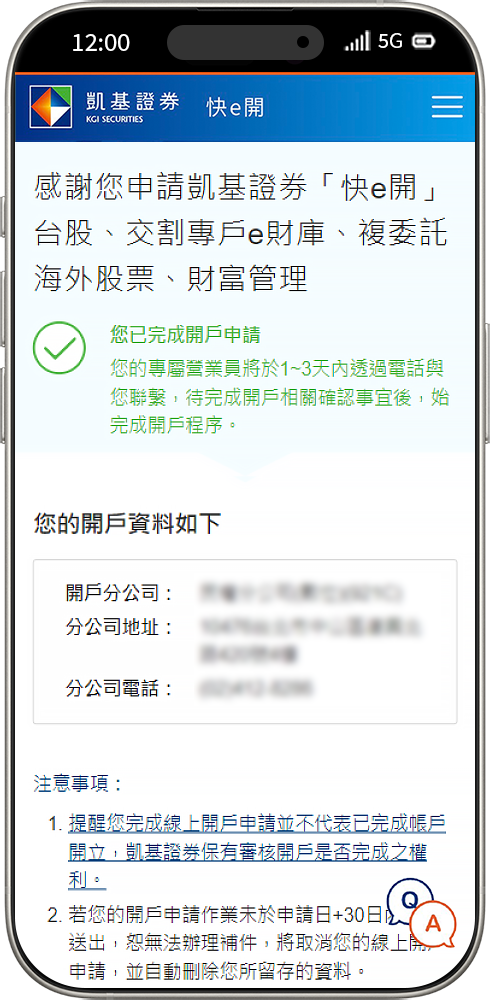 12:00 5G
凱基證券 快e開
KGI SECURITIES
感謝您申請凱基證券「快e開」
台股、交割專戶e財庫、複委託
海外股票、財富管理
您已完成開戶申請
您的專屬營業員將於1~3天內透過電話與
您聯繫，待完成開戶相關確認事宜後，始
完成開戶程序。
您的開戶資料如下
開戶分公司：
分公司地址：
分公司電話：
注意事項：
1. 提醒您完成線上開戶申請並不代表已完成帳戶
開立，凱基證券保有審核開戶是否完成之權
利。
2. 若您的開戶申請作業未於申請日+30日
送出，恕無法辦理補件，將取消您的線上開
申請，並自動刪除您所留存的資料。
Q
A